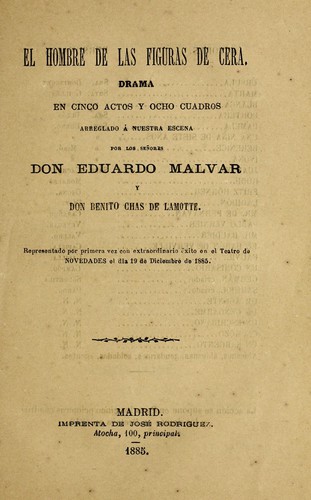 EL HOMBRE DE LAS FIGURAS DE CERA.
DRAMA
EN CINCO ACTOS Y OCHO CUADROS
ARREGLADO Á NUESTRA ESCENA
POR LOS SEÑORES
DON EDUARDO MALVAR
Y
DON BENITO CHAS DE LAMOTTE.
Representado por primera vez con extraordinario éxito en el Teatro de
NOVEDADES el dia 19 de Diciembre de 1885.
MADRID.
IMPRENTA DE JOSÉ RODRIGUEZ.
Atocha, 100, principal.
1885.